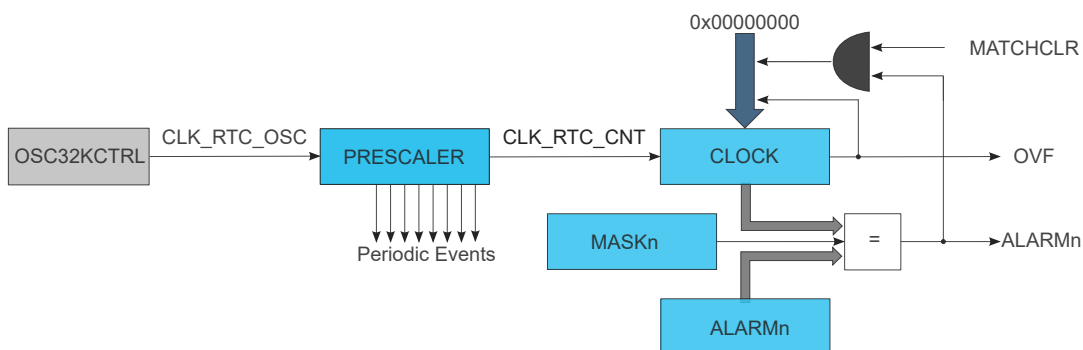 0x00000000
MATCHCLR
OSC32KCTRL
CLK_RTC_OSC
PRESCALER
CLK_RTC_CNT
CLOCK
OVF
Periodic Events
MASKn
=
ALARMn
ALARMn